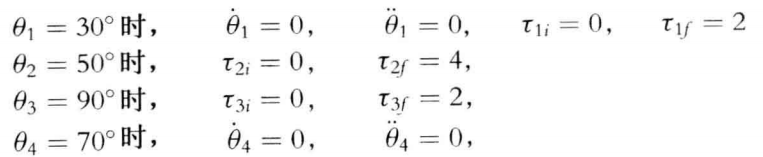 θ₁ = 30°时, θ̇₁ = 0, θ̈₁ = 0, τ₁ᵢ = 0, τ₁f = 2
θ₂ = 50°时, τ₂ᵢ = 0, τ₂f = 4,
θ₃ = 90°时, τ₃ᵢ = 0, τ₃f = 2,
θ₄ = 70°时, θ̇₄ = 0, θ̈₄ = 0,